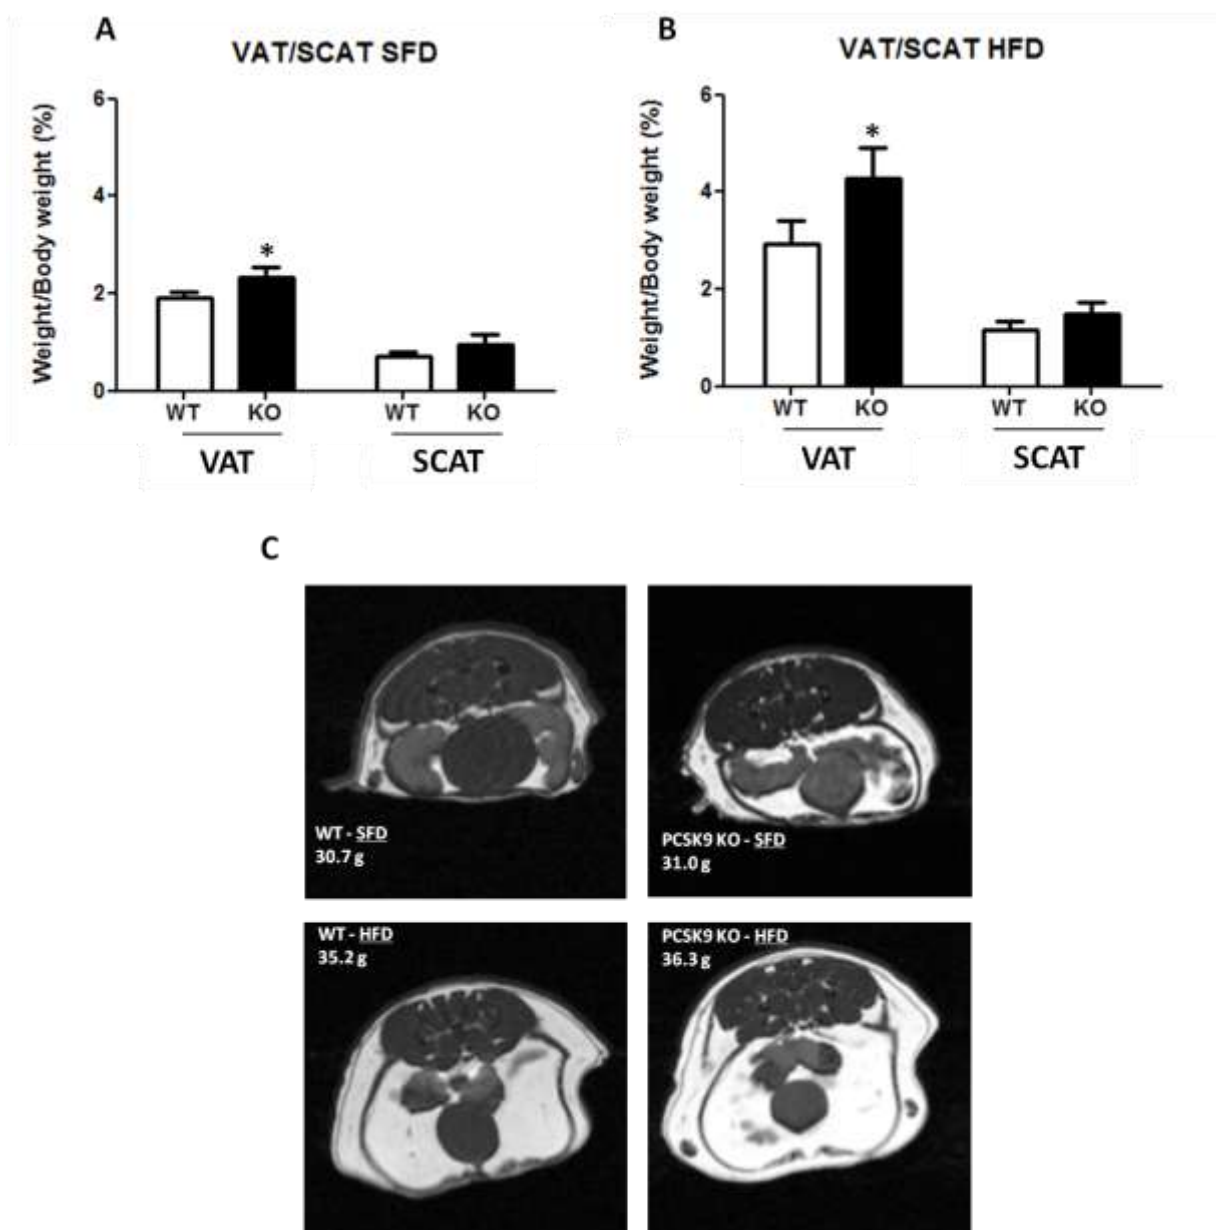 A
VAT/SCAT SFD
Weight/Body weight (%)
6
4
2
0
*
WT
KO
WT
KO
VAT
SCAT
B
VAT/SCAT HFD
Weight/Body weight (%)
6
4
2
0
*
WT
KO
WT
KO
VAT
SCAT
C
WT - SFD
30.7 g
PCSK9 KO - SFD
31.0 g
WT - HFD
35.2 g
PCSK9 KO - HFD
36.3 g